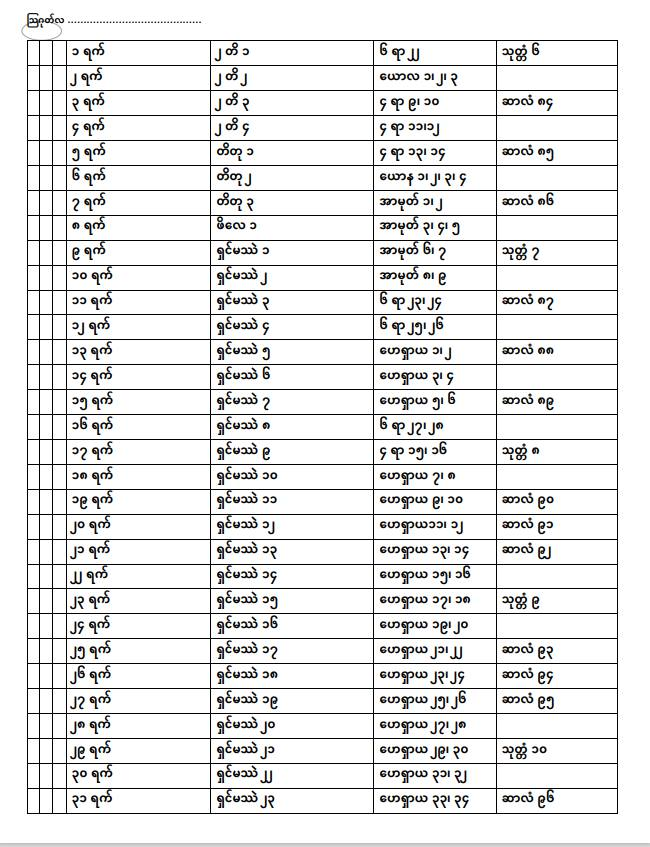 ဩဂုတ်လ ..........................................
၁ ရက် ၂ တိ ၁ ၆ ရာ ၂၂ သုတ္တံ ၆
၂ ရက် ၂ တိ ၂ ယောလ ၁၊ ၂၊ ၃
၃ ရက် ၂ တိ ၃ ၄ ရာ ၉၊ ၁၀ ဆာလံ ၈၄
၄ ရက် ၂ တိ ၄ ၄ ရာ ၁၁၊၁၂
၅ ရက် တိတု ၁ ၄ ရာ ၁၃၊ ၁၄ ဆာလံ ၈၅
၆ ရက် တိတု ၂ ယောန ၁၊ ၂၊ ၃၊ ၄
၇ ရက် တိတု ၃ အာမုတ် ၁၊ ၂ ဆာလံ ၈၆
၈ ရက် ဖိလေ ၁ အာမုတ် ၃၊ ၄၊ ၅
၉ ရက် ရှင်မဿဲ ၁ အာမုတ် ၆၊ ၇ သုတ္တံ ၇
၁၀ ရက် ရှင်မဿဲ ၂ အာမုတ် ၈၊ ၉
၁၁ ရက် ရှင်မဿဲ ၃ ၆ ရာ ၂၃၊ ၂၄ ဆာလံ ၈၇
၁၂ ရက် ရှင်မဿဲ ၄ ၆ ရာ ၂၅၊ ၂၆
၁၃ ရက် ရှင်မဿဲ ၅ ဟေရှာယ ၁၊ ၂ ဆာလံ ၈၈
၁၄ ရက် ရှင်မဿဲ ၆ ဟေရှာယ ၃၊ ၄
၁၅ ရက် ရှင်မဿဲ ၇ ဟေရှာယ ၅၊ ၆ ဆာလံ ၈၉
၁၆ ရက် ရှင်မဿဲ ၈ ၆ ရာ ၂၇၊ ၂၈
၁၇ ရက် ရှင်မဿဲ ၉ ၄ ရာ ၁၅၊ ၁၆ သုတ္တံ ၈
၁၈ ရက် ရှင်မဿဲ ၁၀ ဟေရှာယ ၇၊ ၈
၁၉ ရက် ရှင်မဿဲ ၁၁ ဟေရှာယ ၉၊ ၁၀ ဆာလံ ၉၀
၂၀ ရက် ရှင်မဿဲ ၁၂ ဟေရှာယ၁၁၊ ၁၂ ဆာလံ ၉၁
၂၁ ရက် ရှင်မဿဲ ၁၃ ဟေရှာယ ၁၃၊ ၁၄ ဆာလံ ၉၂
၂၂ ရက် ရှင်မဿဲ ၁၄ ဟေရှာယ ၁၅၊ ၁၆
၂၃ ရက် ရှင်မဿဲ ၁၅ ဟေရှာယ ၁၇၊ ၁၈ သုတ္တံ ၉
၂၄ ရက် ရှင်မဿဲ ၁၆ ဟေရှာယ ၁၉၊ ၂၀
၂၅ ရက် ရှင်မဿဲ ၁၇ ဟေရှာယ ၂၁၊ ၂၂ ဆာလံ ၉၃
၂၆ ရက် ရှင်မဿဲ ၁၈ ဟေရှာယ ၂၃၊ ၂၄ ဆာလံ ၉၄
၂၇ ရက် ရှင်မဿဲ ၁၉ ဟေရှာယ ၂၅၊ ၂၆ ဆာလံ ၉၅
၂၈ ရက် ရှင်မဿဲ ၂၀ ဟေရှာယ ၂၇၊ ၂၈
၂၉ ရက် ရှင်မဿဲ ၂၁ ဟေရှာယ ၂၉၊ ၃၀ သုတ္တံ ၁၀
၃၀ ရက် ရှင်မဿဲ ၂၂ ဟေရှာယ ၃၁၊ ၃၂
၃၁ ရက် ရှင်မဿဲ ၂၃ ဟေရှာယ ၃၃၊ ၃၄ ဆာလံ ၉၆